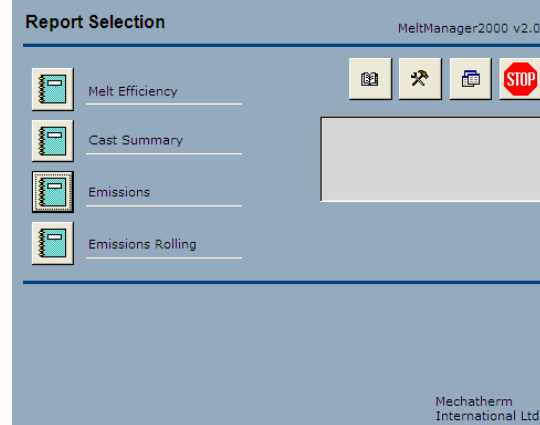 Report Selection
MeltManager2000 v2.0
STOP
Melt Efficiency
Cast Summary
Emissions
Emissions Rolling
Mechatherm
International Ltd